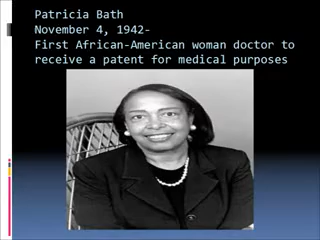 Patricia Bath
November 4, 1942-
First African-American woman doctor to
receive a patent for medical purposes